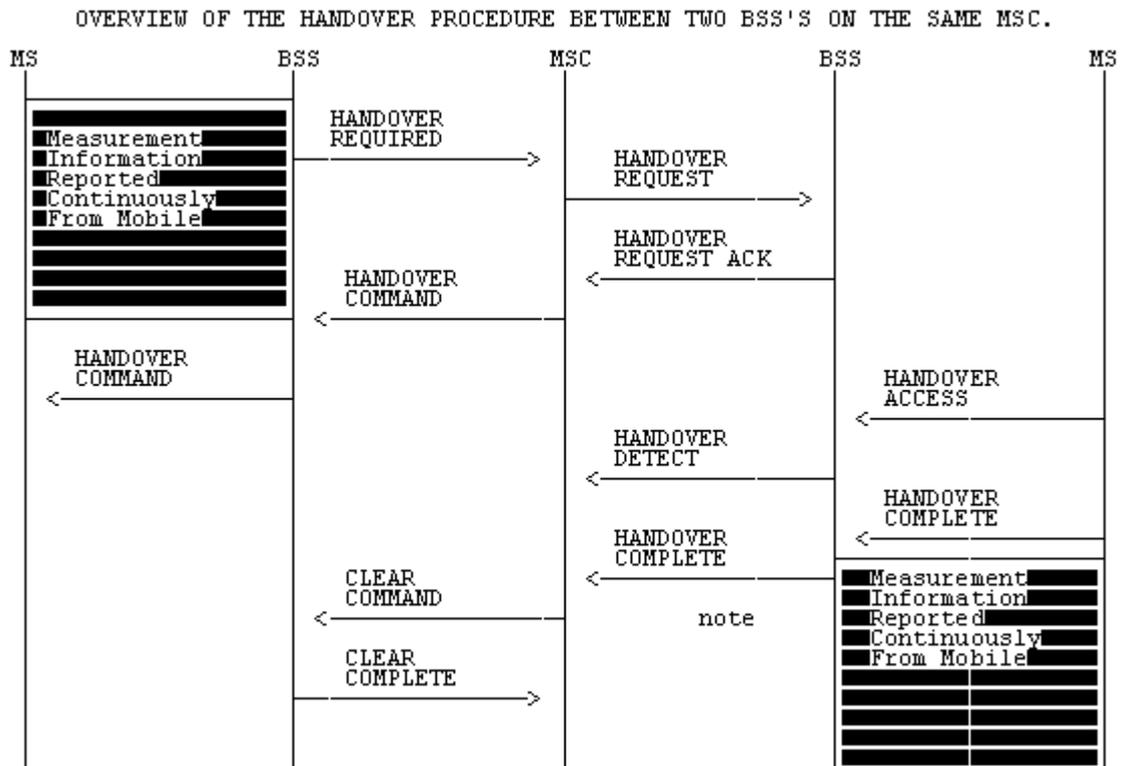 OVERVIEW OF THE HANDOVER PROCEDURE BETWEEN TWO BSS'S ON THE SAME MSC.
MS BSS MSC BSS MS
HANDOVER
REQUIRED
Measurement
Information
Reported
Continuously
From Mobile
HANDOVER
REQUEST
HANDOVER
REQUEST ACK
HANDOVER
COMMAND
HANDOVER
COMMAND
HANDOVER
ACCESS
HANDOVER
DETECT
HANDOVER
COMPLETE
HANDOVER
COMPLETE
CLEAR
COMMAND
note
Measurement
Information
Reported
Continuously
From Mobile
CLEAR
COMPLETE